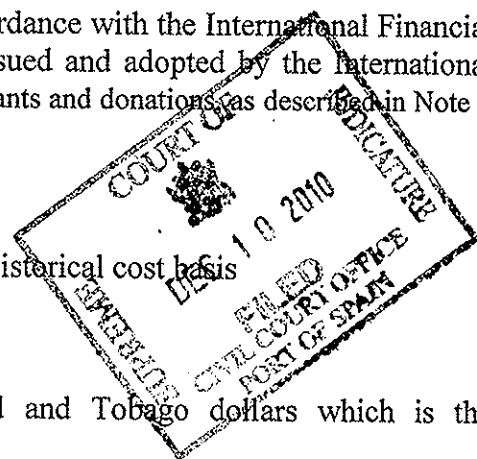 rdance with the International Financia
sued and adopted by the International
ants and donations, as described in Note
istorical cost basis
d and Tobago dollars which is th
SUPREME
COURT OF
JUDICATURE
DEC 10 2010
FILED
CIVIL COURT OFFICE
PORT OF SPAIN